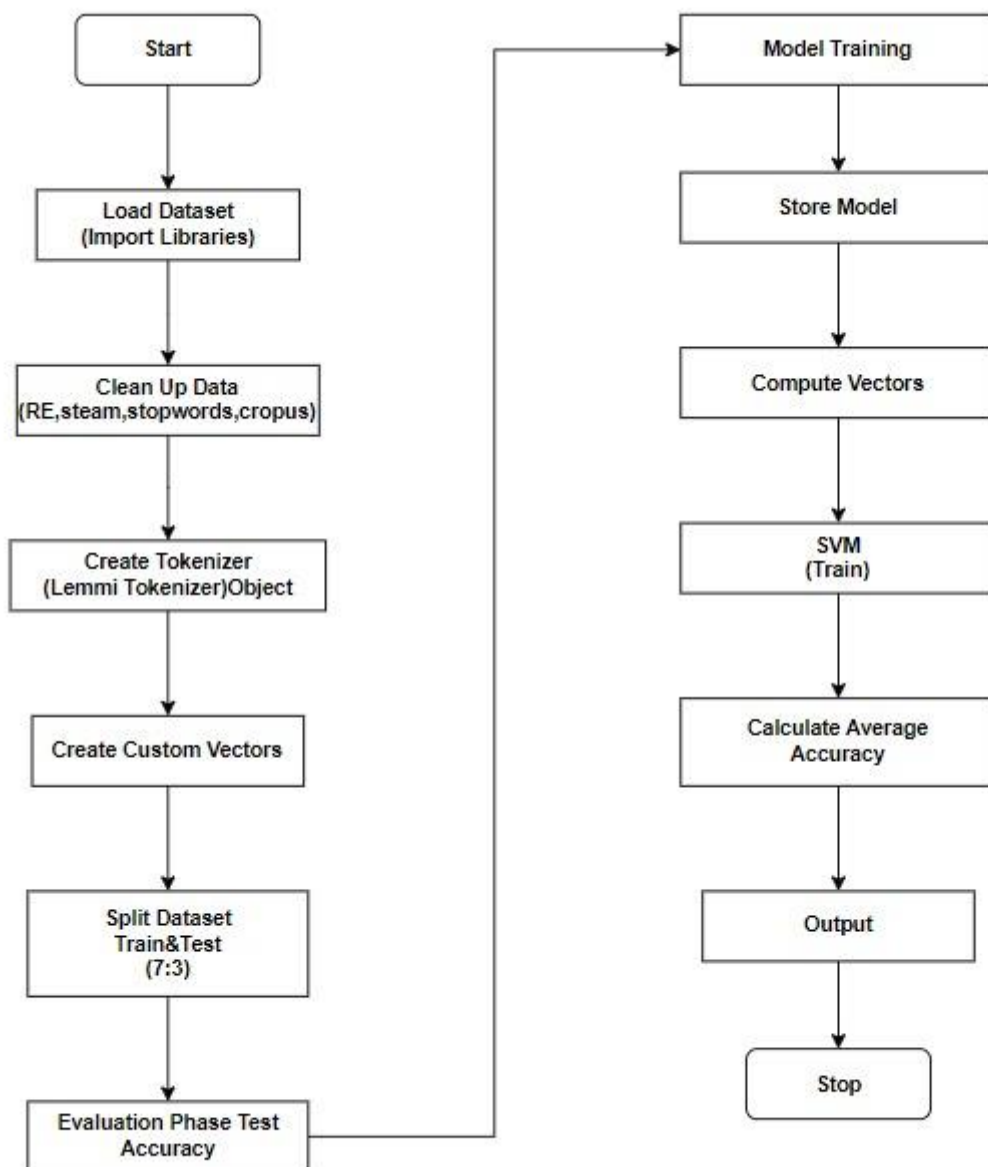 Start
Load Dataset
(Import Libraries)
Clean Up Data
(RE,steam,stopwords,cropus)
Create Tokenizer
(Lemmi Tokenizer)Object
Create Custom Vectors
Split Dataset
Train&Test
(7:3)
Evaluation Phase Test
Accuracy
Model Training
Store Model
Compute Vectors
SVM
(Train)
Calculate Average
Accuracy
Output
Stop